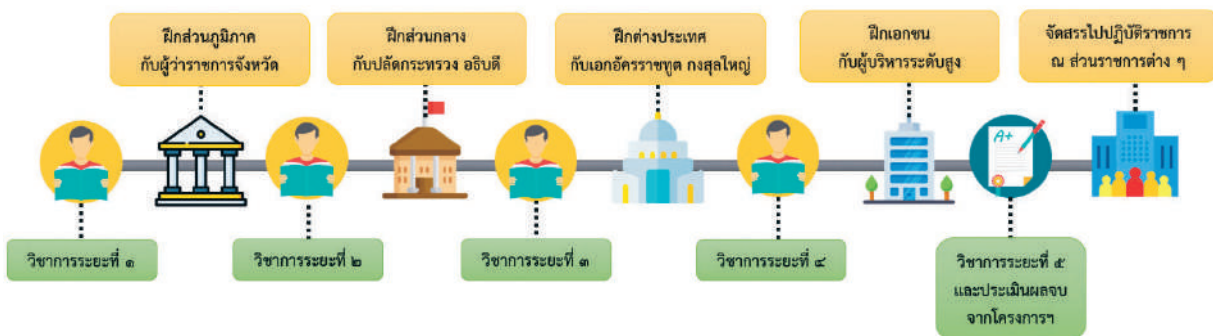 ฝึกส่วนภูมิภาค
กับผู้ว่าราชการจังหวัด
ฝึกส่วนกลาง
กับปลัดกระทรวง อธิบดี
ฝึกต่างประเทศ
กับเอกอัครราชทูต กงสุลใหญ่
ฝึกเอกชน
กับผู้บริหารระดับสูง
จัดสรรไปปฏิบัติราชการ
ณ ส่วนราชการต่าง ๆ
A+
วิชาการระยะที่ ๑
วิชาการระยะที่ ๒
วิชาการระยะที่ ๓
วิชาการระยะที่ ๔
วิชาการระยะที่ ๕
และประเมินผลจบ
จากโครงการฯ